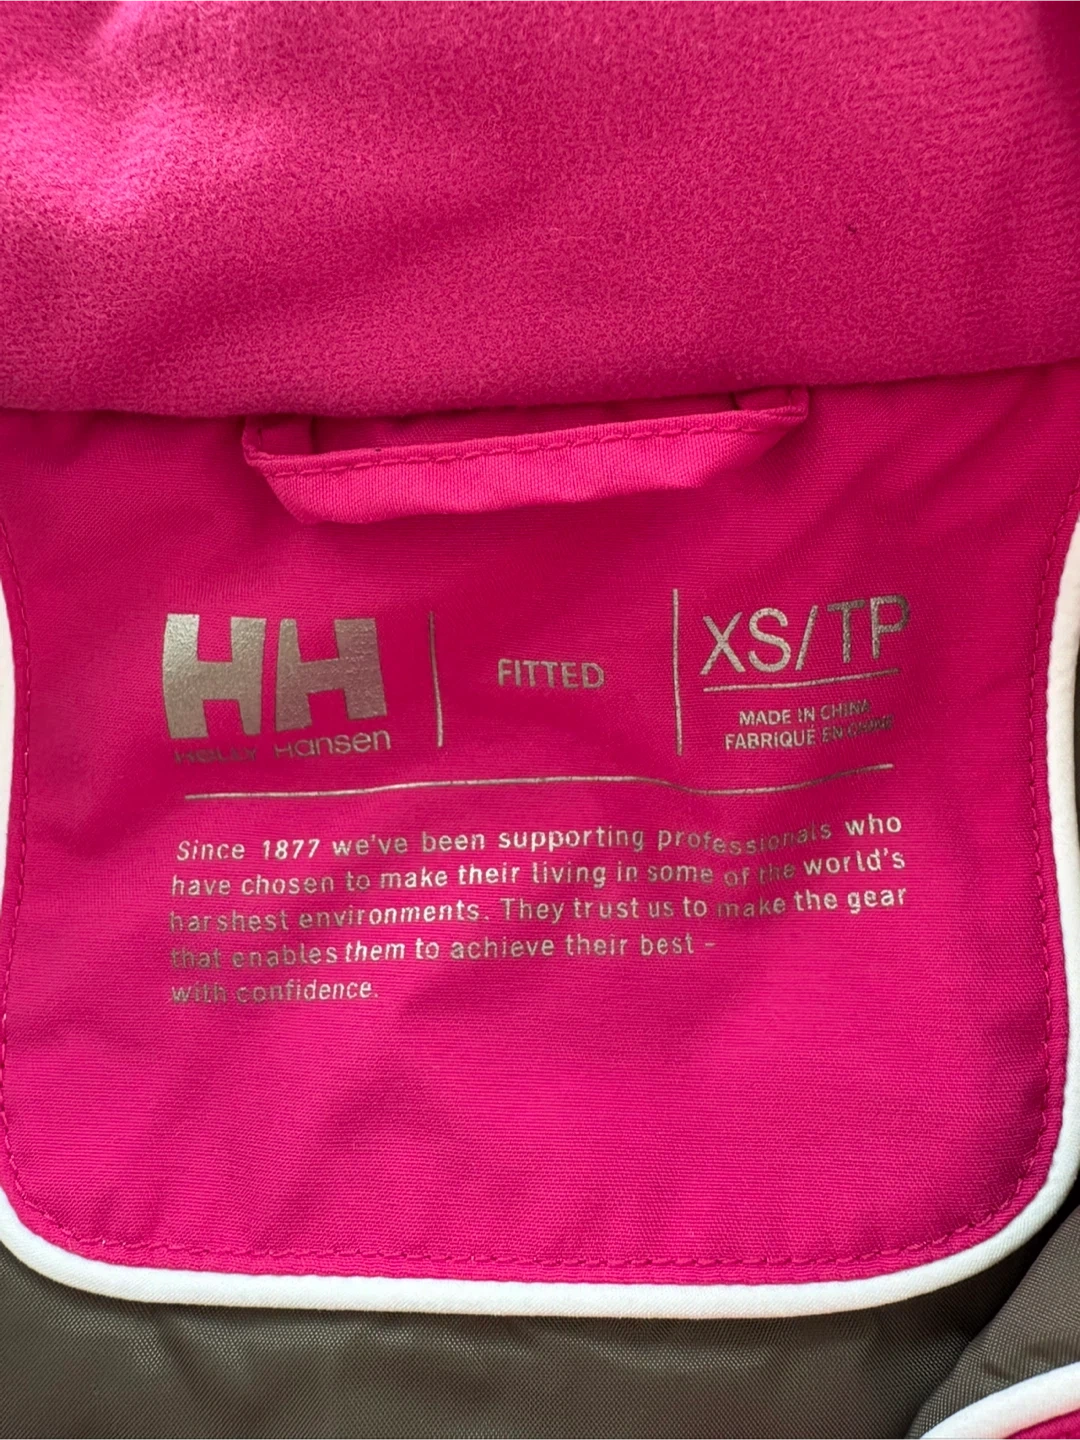 HH
HELLY HANSEN
FITTED
XS/TP
MADE IN CHINA
FABRIQUÉ EN CHINE
Since 1877 we've been supporting professionals who
have chosen to make their living in some of the world's
harshest environments. They trust us to make the gear
that enables them to achieve their best –
with confidence.